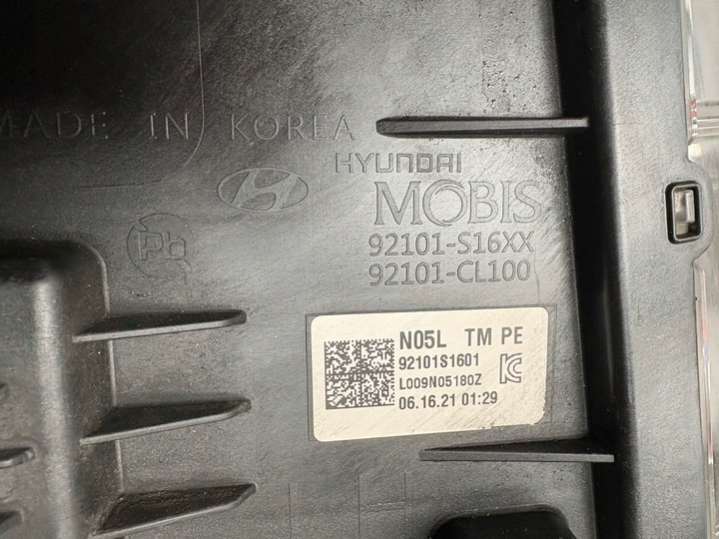 MADE IN KOREA
HYUNDAI
MOBIS
Pb
92101-S16XX
92101-CL100
N05L TM PE
92101S1601
L009N05180Z
06.16.21 01:29